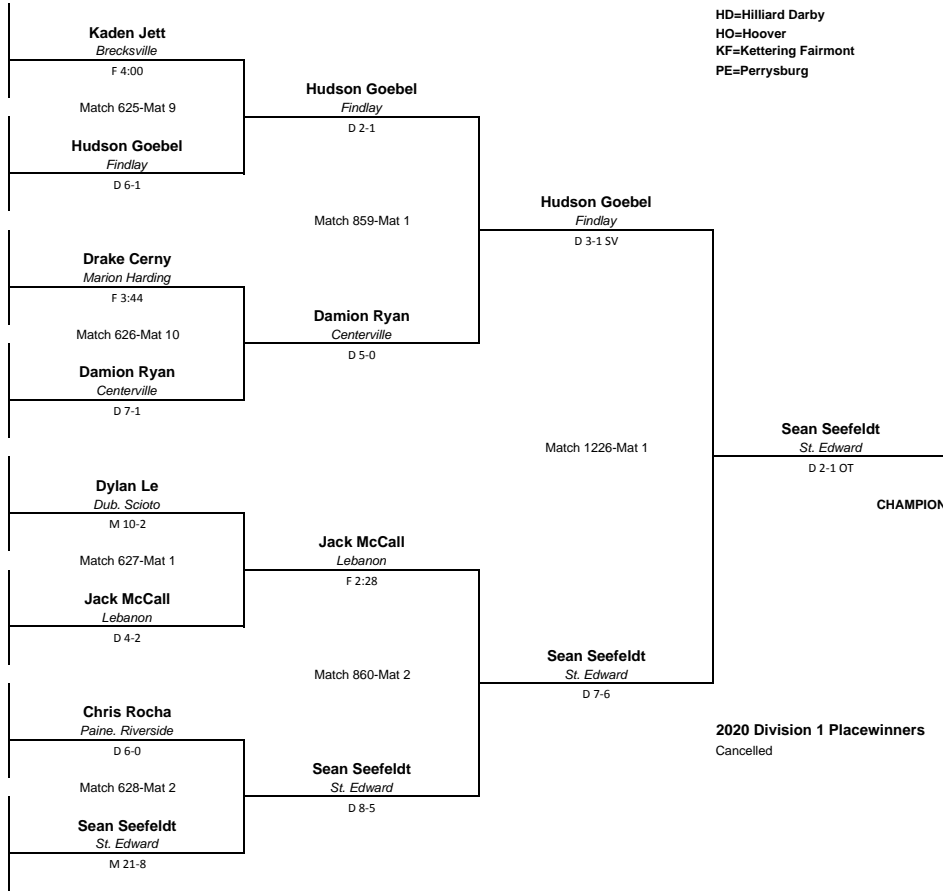 HD=Hilliard Darby
HO=Hoover
KF=Kettering Fairmont
PE=Perrysburg
Kaden Jett
Brecksville
F 4:00
Match 625-Mat 9
Hudson Goebel
Findlay
D 6-1
Hudson Goebel
Findlay
D 2-1
Match 859-Mat 1
Drake Cerny
Marion Harding
F 3:44
Match 626-Mat 10
Damion Ryan
Centerville
D 7-1
Damion Ryan
Centerville
D 5-0
Hudson Goebel
Findlay
D 3-1 SV
Match 1226-Mat 1
Dylan Le
Dub. Scioto
M 10-2
Match 627-Mat 1
Jack McCall
Lebanon
D 4-2
Jack McCall
Lebanon
F 2:28
Match 860-Mat 2
Chris Rocha
Paine. Riverside
D 6-0
Match 628-Mat 2
Sean Seefeldt
St. Edward
M 21-8
Sean Seefeldt
St. Edward
D 8-5
Sean Seefeldt
St. Edward
D 7-6
Sean Seefeldt
St. Edward
D 2-1 OT
CHAMPION
2020 Division 1 Placewinners
Cancelled